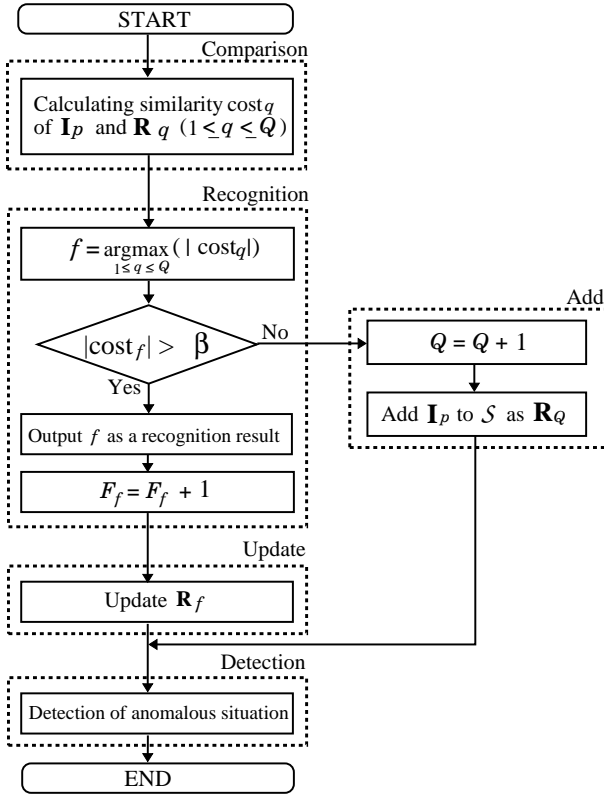 START
Comparison
Calculating similarity cost q
of I p and R q (1 ≤ q ≤ Q)
Recognition
f = argmax ( | cost q |)
1 ≤ q ≤ Q
|cost f | > β
No
Yes
Output f as a recognition result
F f = F f + 1
Add
Q = Q + 1
Add I p to S as R Q
Update
Update R f
Detection
Detection of anomalous situation
END